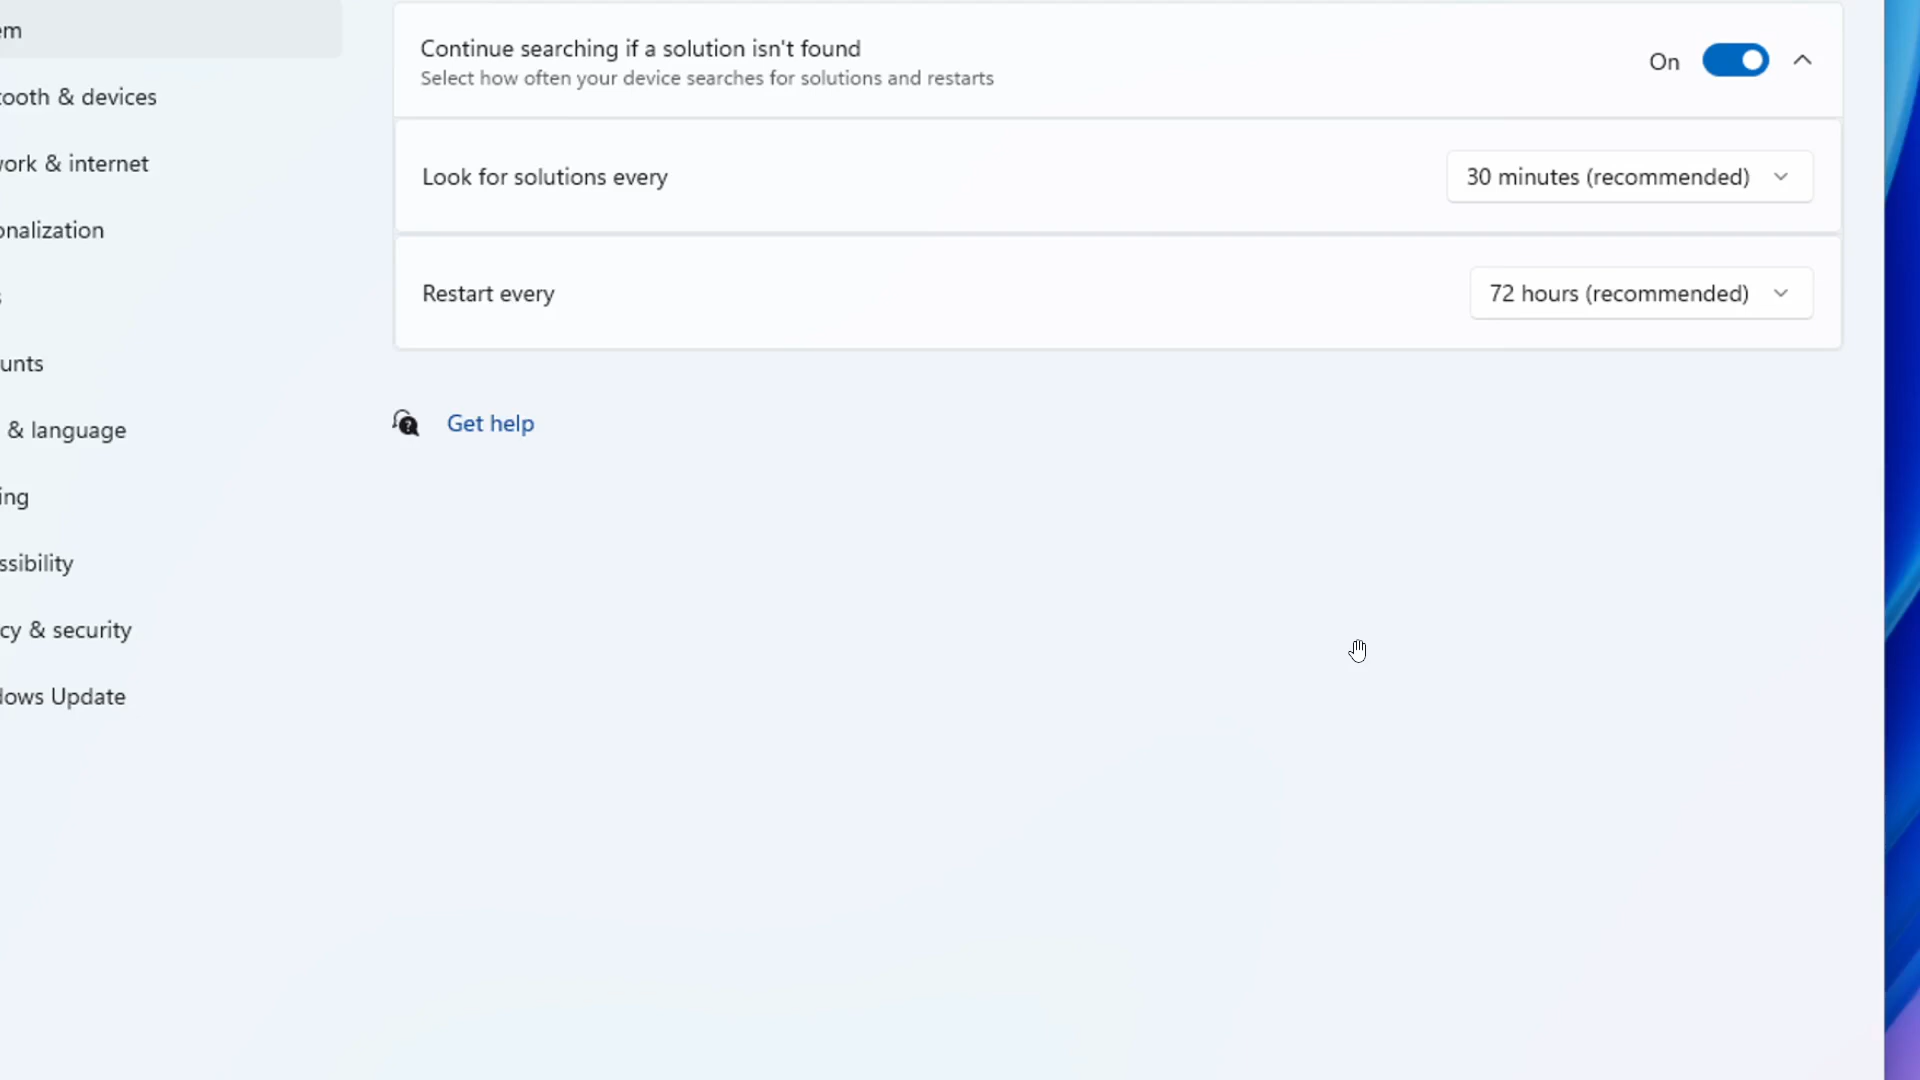 em
tooth & devices
work & internet
onalization
s
unts
& language
ing
ssibility
cy & security
dows Update
Continue searching if a solution isn't found
Select how often your device searches for solutions and restarts
On
Look for solutions every
30 minutes (recommended)
Restart every
72 hours (recommended)
Get help